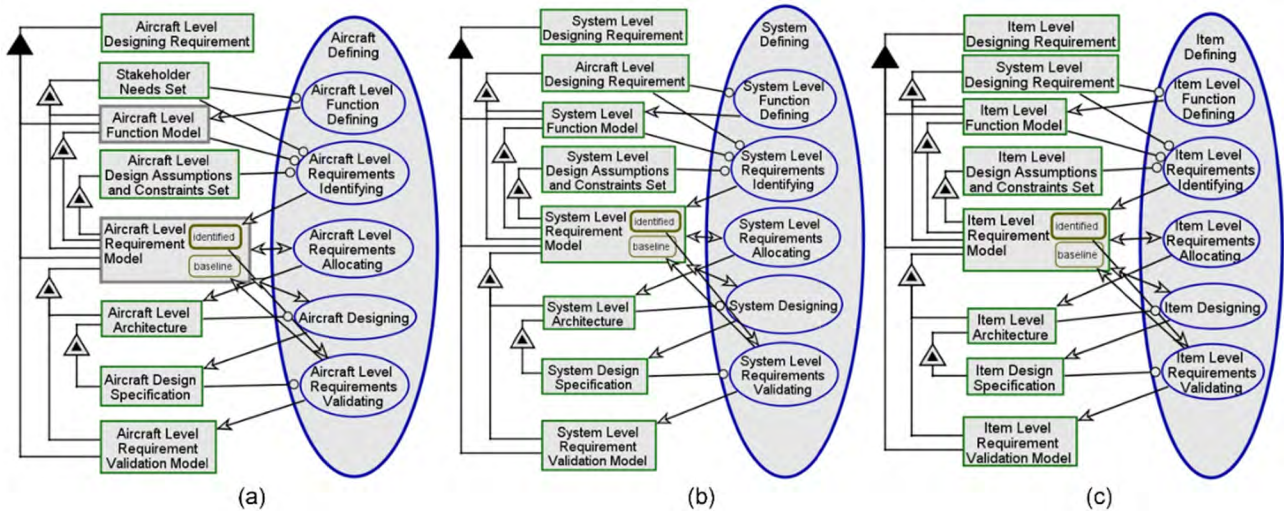 Aircraft Level
Designing Requirement
Stakeholder
Needs Set
Aircraft Level
Function Model
Aircraft Level
Design Assumptions
and Constraints Set
Aircraft Level
Requirement
Model
identified
baseline
Aircraft Level
Architecture
Aircraft Design
Specification
Aircraft Level
Requirement
Validation Model
Aircraft
Defining
Aircraft Level
Function
Defining
Aircraft Level
Requirements
Identifying
Aircraft Level
Requirements
Allocating
Aircraft Designing
Aircraft Level
Requirements
Validating
(a)
System Level
Designing Requirement
Aircraft Level
Designing Requirement
System Level
Function Model
System Level
Design Assumptions
and Constraints Set
System Level
Requirement
Model
identified
baseline
System Level
Architecture
System Design
Specification
System Level
Requirement
Validation Model
System
Defining
System Level
Function
Defining
System Level
Requirements
Identifying
System Level
Requirements
Allocating
System Designing
System Level
Requirements
Validating
(b)
Item Level
Designing Requirement
System Level
Designing Requirement
Item Level
Function Model
Item Level
Design Assumptions
and Constraints Set
Item Level
Requirement
Model
identified
baseline
Item Level
Architecture
Item Design
Specification
Item Level
Requirement
Validation Model
Item
Defining
Item Level
Function
Defining
Item Level
Requirements
Identifying
Item Level
Requirements
Allocating
Item Designing
Item Level
Requirements
Validating
(c)